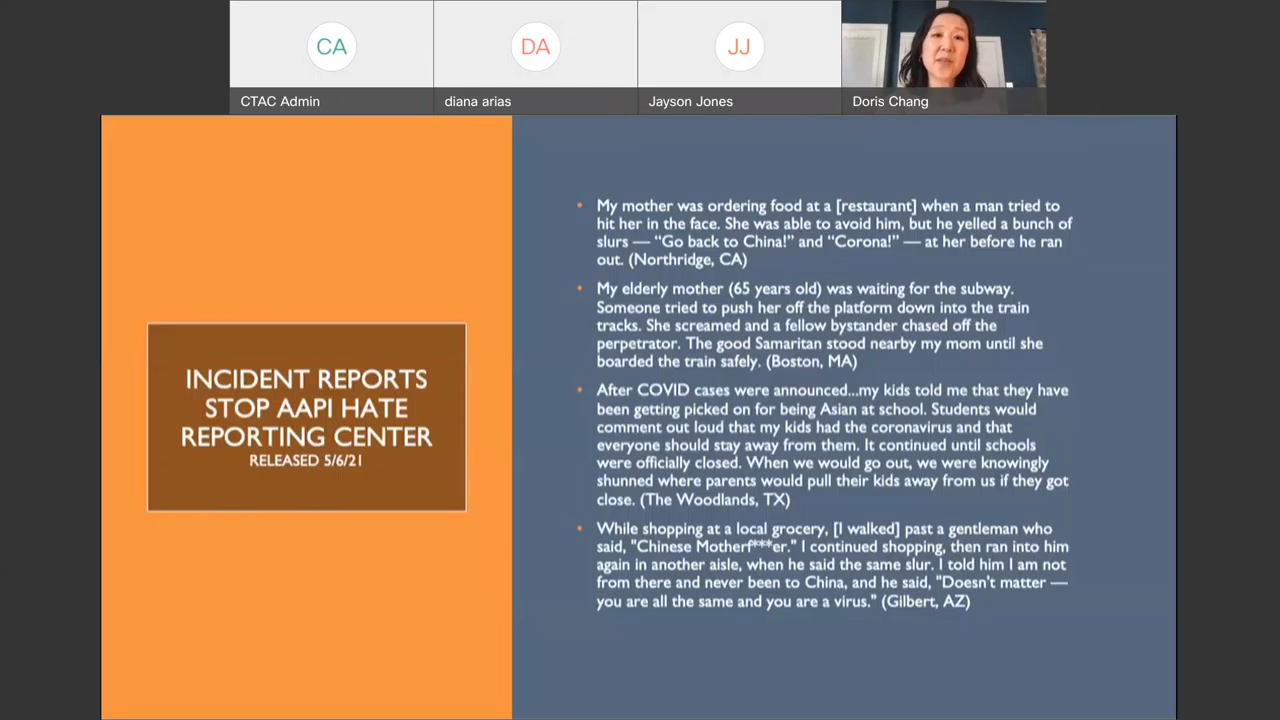 CA
DA
JJ
CTAC Admin
diana arias
Jayson Jones
Doris Chang
INCIDENT REPORTS
STOP AAPI HATE
REPORTING CENTER
RELEASED 5/6/21
• My mother was ordering food at a [restaurant] when a man tried to
hit her in the face. She was able to avoid him, but he yelled a bunch of
slurs — “Go back to China!” and “Corona!” — at her before he ran
out. (Northridge, CA)
• My elderly mother (65 years old) was waiting for the subway.
Someone tried to push her off the platform down into the train
tracks. She screamed and a fellow bystander chased off the
perpetrator. The good Samaritan stood nearby my mom until she
boarded the train safely. (Boston, MA)
• After COVID cases were announced...my kids told me that they have
been getting picked on for being Asian at school. Students would
comment out loud that my kids had the coronavirus and that
everyone should stay away from them. It continued until schools
were officially closed. When we would go out, we were knowingly
shunned where parents would pull their kids away from us if they got
close. (The Woodlands, TX)
• While shopping at a local grocery, [I walked] past a gentleman who
said, "Chinese Motherf***er." I continued shopping, then ran into him
again in another aisle, when he said the same slur. I told him I am not
from there and never been to China, and he said, "Doesn't matter —
you are all the same and you are a virus." (Gilbert, AZ)